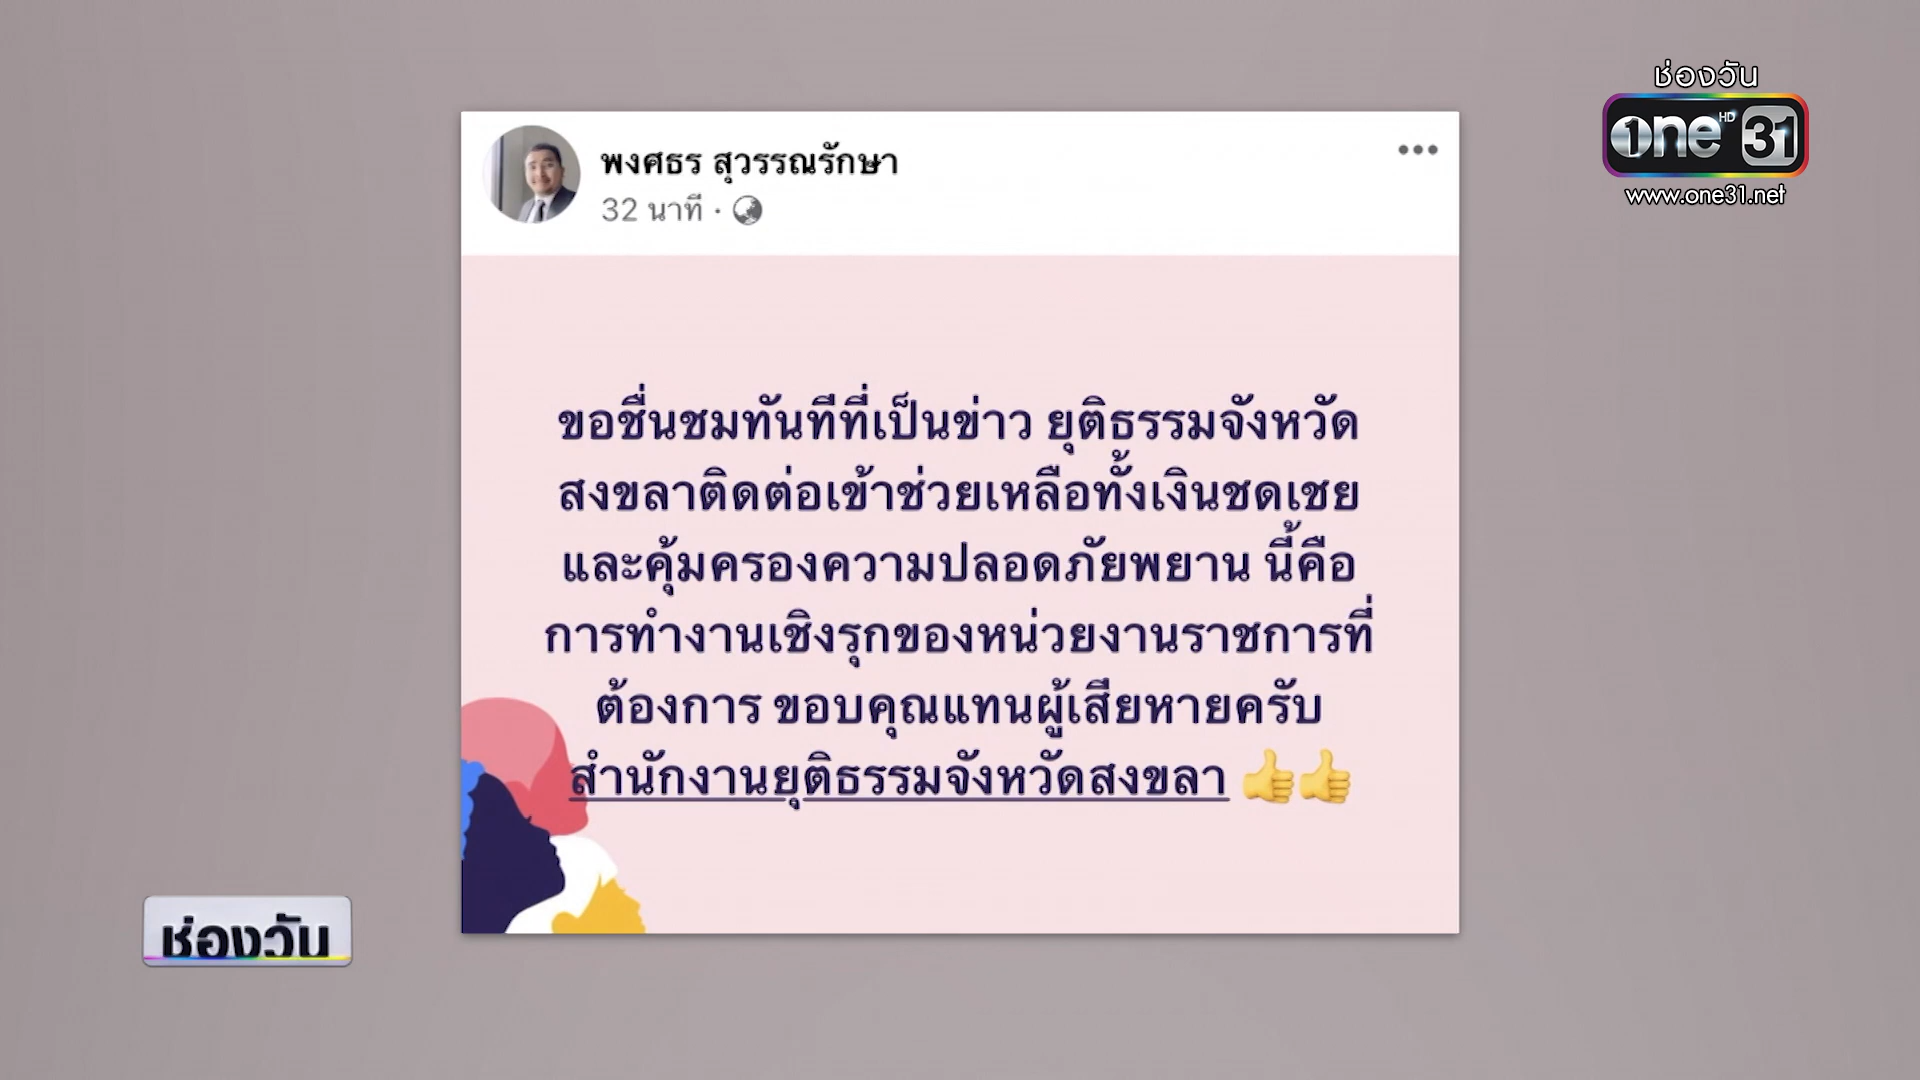 ช่องวัน
one HD 31
www.one31.net
พงศธร สุวรรณรักษา
32 นาที ·
ขอชื่นชมทันทีที่เป็นข่าว ยุติธรรมจังหวัด
สงขลาติดต่อเข้าช่วยเหลือทั้งเงินชดเชย
และคุ้มครองความปลอดภัยพยาน นี้คือ
การทำงานเชิงรุกของหน่วยงานราชการที่
ต้องการ ขอบคุณแทนผู้เสียหายครับ
สำนักงานยุติธรรมจังหวัดสงขลา 👍👍
ช่องวัน